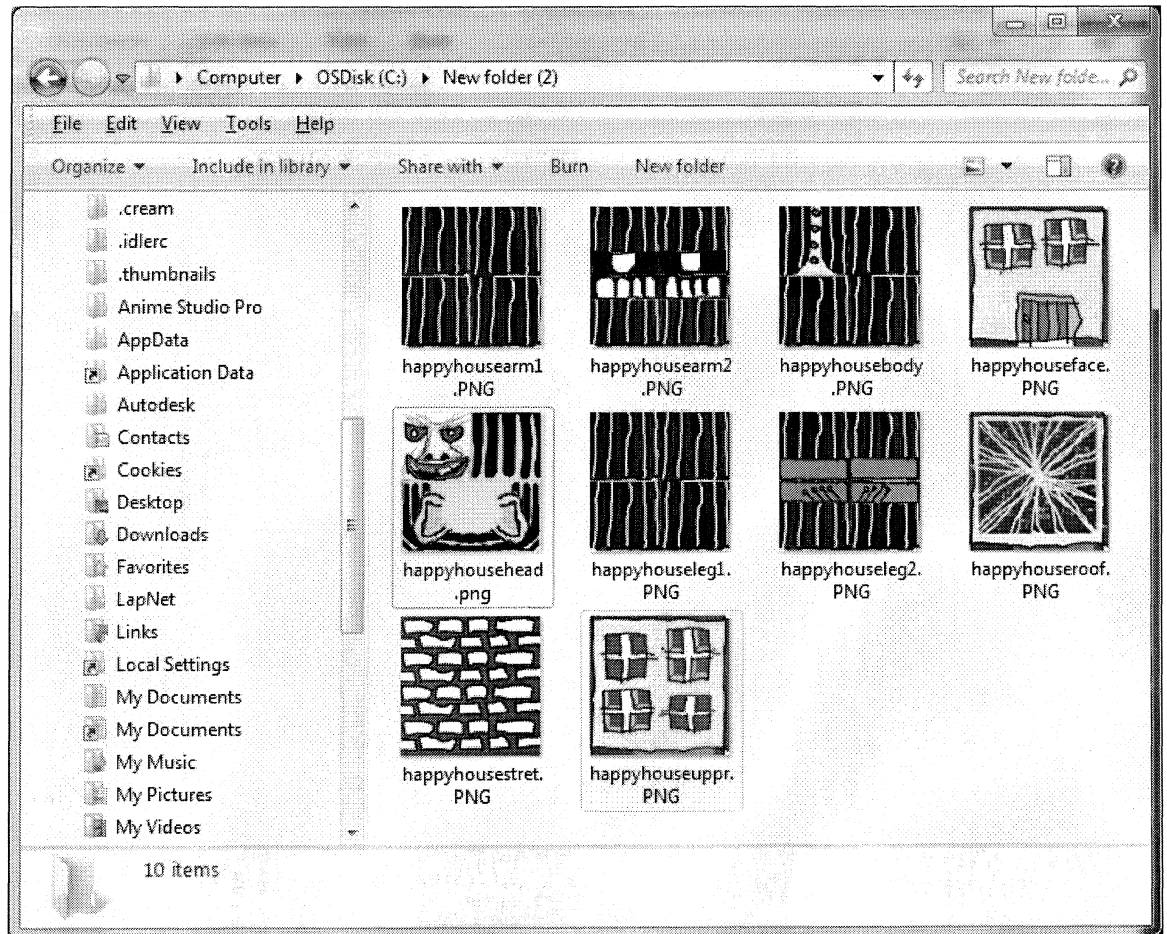 Computer ▸ OSDisk (C:) ▸ New folder (2)
Search New folde...
File Edit View Tools Help
Organize Include in library Share with Burn New folder
.cream
.idlerc
.thumbnails
Anime Studio Pro
AppData
Application Data
Autodesk
Contacts
Cookies
Desktop
Downloads
Favorites
LapNet
Links
Local Settings
My Documents
My Documents
My Music
My Pictures
My Videos
happyhousearm1
.PNG
happyhousearm2
.PNG
happyhousebody
.PNG
happyhouseface.
PNG
happyhousehead
.png
happyhouseleg1.
PNG
happyhouseleg2.
PNG
happyhouseroof.
PNG
happyhousestret.
PNG
happyhouseuppr.
PNG
10 items